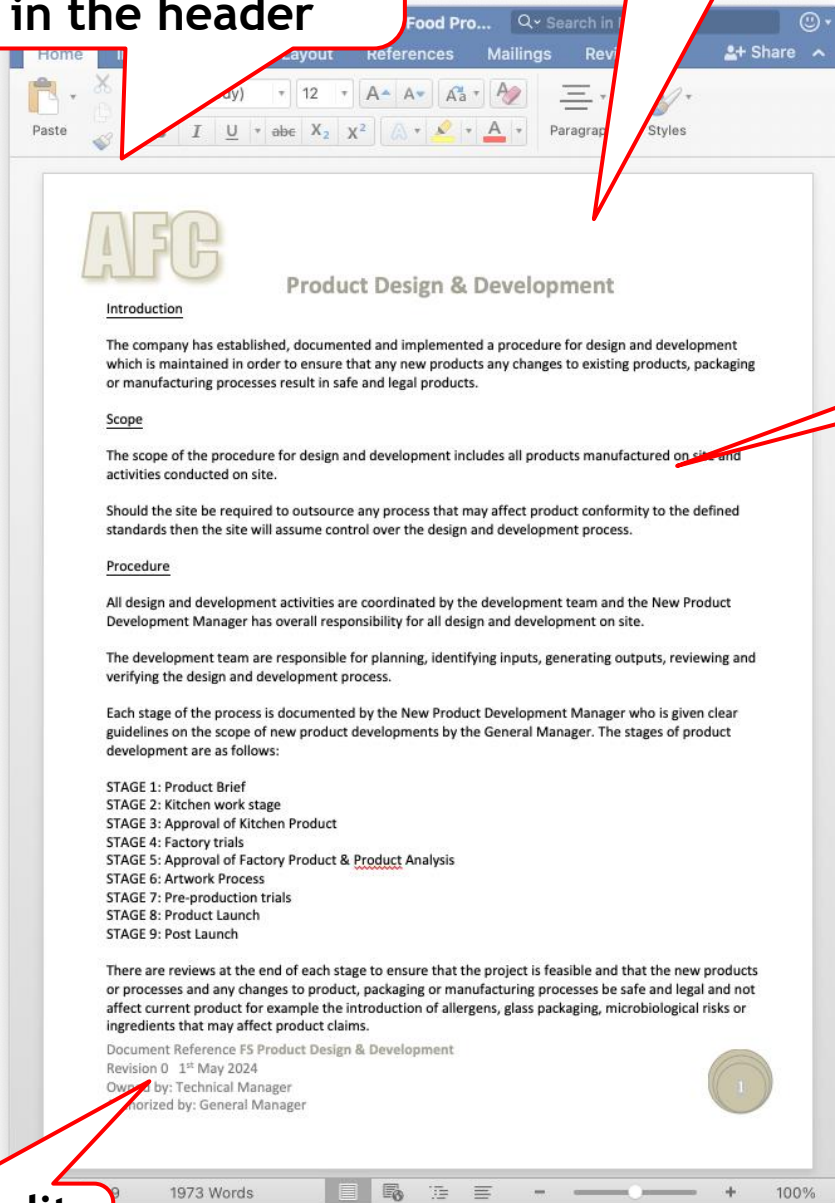 in the header
Food Pro...
Search in
Home
Layout
References
Mailings
Share
12
Paste
Paragrap
Styles
AFC
Product Design & Development
Introduction
The company has established, documented and implemented a procedure for design and development
which is maintained in order to ensure that any new products any changes to existing products, packaging
or manufacturing processes result in safe and legal products.
Scope
The scope of the procedure for design and development includes all products manufactured on site and
activities conducted on site.
Should the site be required to outsource any process that may affect product conformity to the defined
standards then the site will assume control over the design and development process.
Procedure
All design and development activities are coordinated by the development team and the New Product
Development Manager has overall responsibility for all design and development on site.
The development team are responsible for planning, identifying inputs, generating outputs, reviewing and
verifying the design and development process.
Each stage of the process is documented by the New Product Development Manager who is given clear
guidelines on the scope of new product developments by the General Manager. The stages of product
development are as follows:
STAGE 1: Product Brief
STAGE 2: Kitchen work stage
STAGE 3: Approval of Kitchen Product
STAGE 4: Factory trials
STAGE 5: Approval of Factory Product & Product Analysis
STAGE 6: Artwork Process
STAGE 7: Pre-production trials
STAGE 8: Product Launch
STAGE 9: Post Launch
There are reviews at the end of each stage to ensure that the project is feasible and that the new products
or processes and any changes to product, packaging or manufacturing processes be safe and legal and not
affect current product for example the introduction of allergens, glass packaging, microbiological risks or
ingredients that may affect product claims.
Document Reference FS Product Design & Development
Revision 0 1st May 2024
Owned by: Technical Manager
Authorized by: General Manager
1
1973 Words
100%